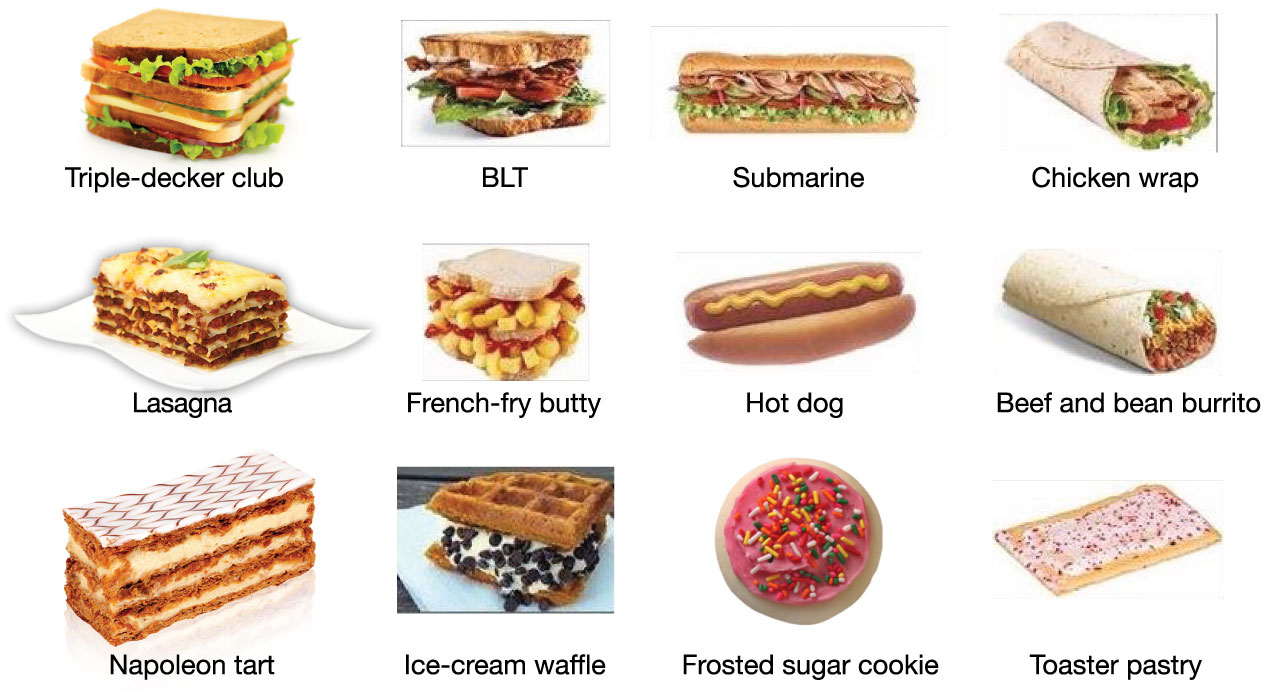 Triple-decker club
BLT
Submarine
Chicken wrap
Lasagna
French-fry butty
Hot dog
Beef and bean burrito
Napoleon tart
Ice-cream waffle
Frosted sugar cookie
Toaster pastry